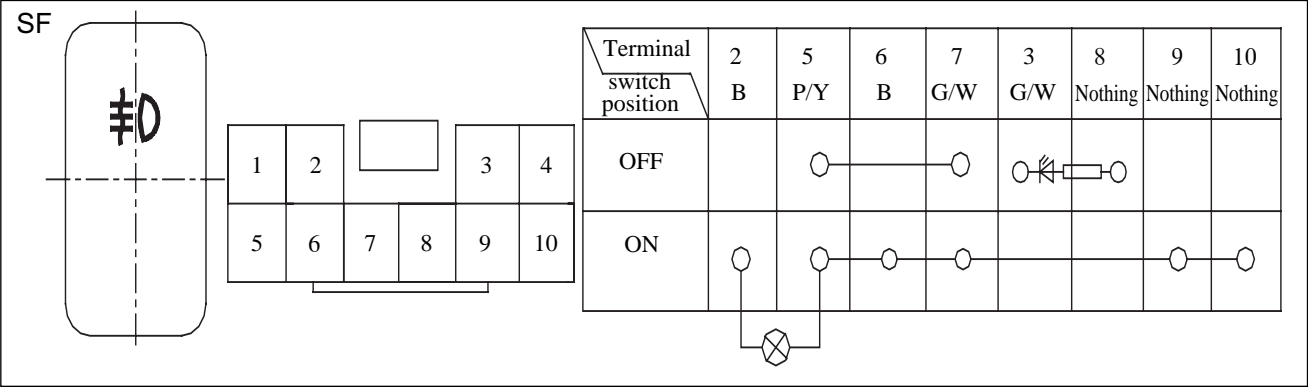 SF
1 2 3 4
5 6 7 8 9 10
Terminal 2 5 6 7 3 8 9 10
switch
position B P/Y B G/W G/W Nothing Nothing Nothing
OFF
ON